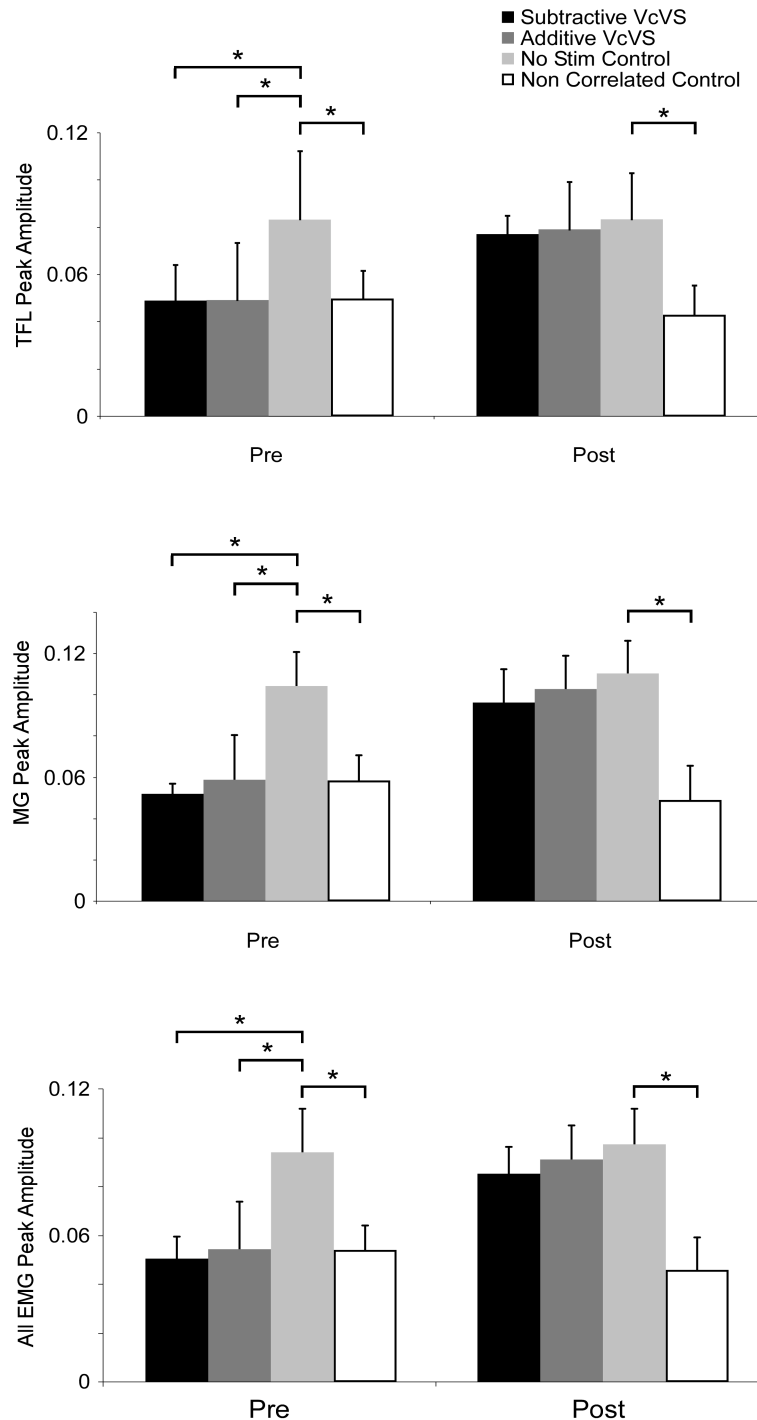 Subtractive VcVS
Additive VcVS
No Stim Control
Non Correlated Control
* * * *
TFL Peak Amplitude
0.12
0.06
0
Pre Post
* * * *
MG Peak Amplitude
0.12
0.06
0
Pre Post
* * * *
All EMG Peak Amplitude
0.12
0.06
0
Pre Post